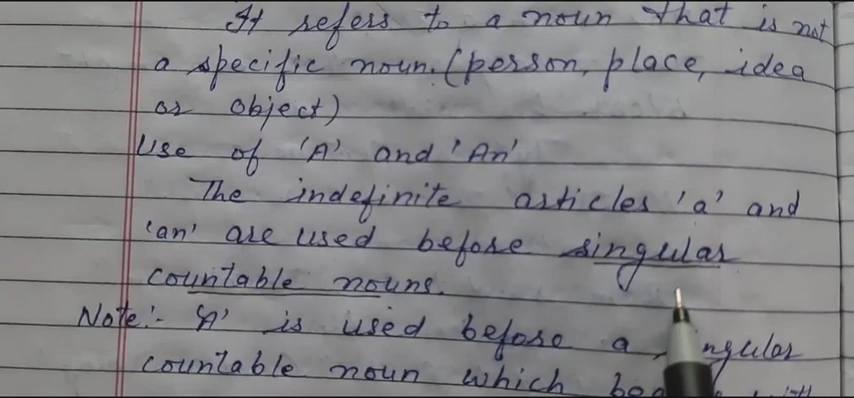 It refers to a noun that is not
a specific noun. (person, place, idea
or object)
Use of 'A' and 'An'
The indefinite articles 'a' and
'an' are used before singular
countable nouns.
Note:- 'A' is used before a
countable noun which